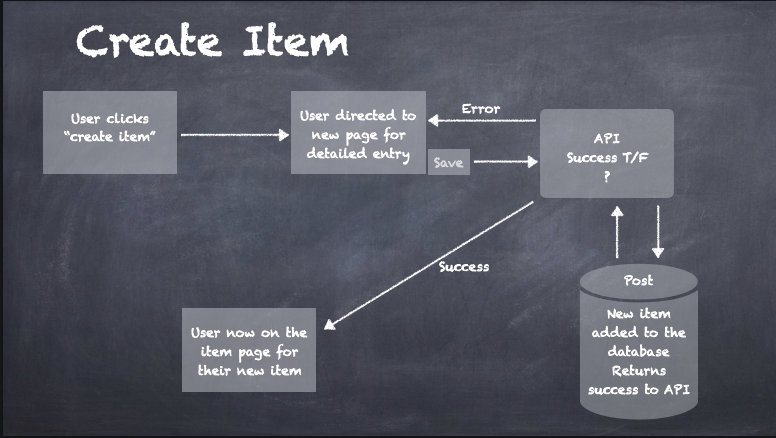 Create Item
User clicks
"create item"
User directed to
new page for
detailed entry
Error
Save
API
Success T/F
?
Success
Post
New item
added to the
database
Returns
success to API
User now on the
item page for
their new item